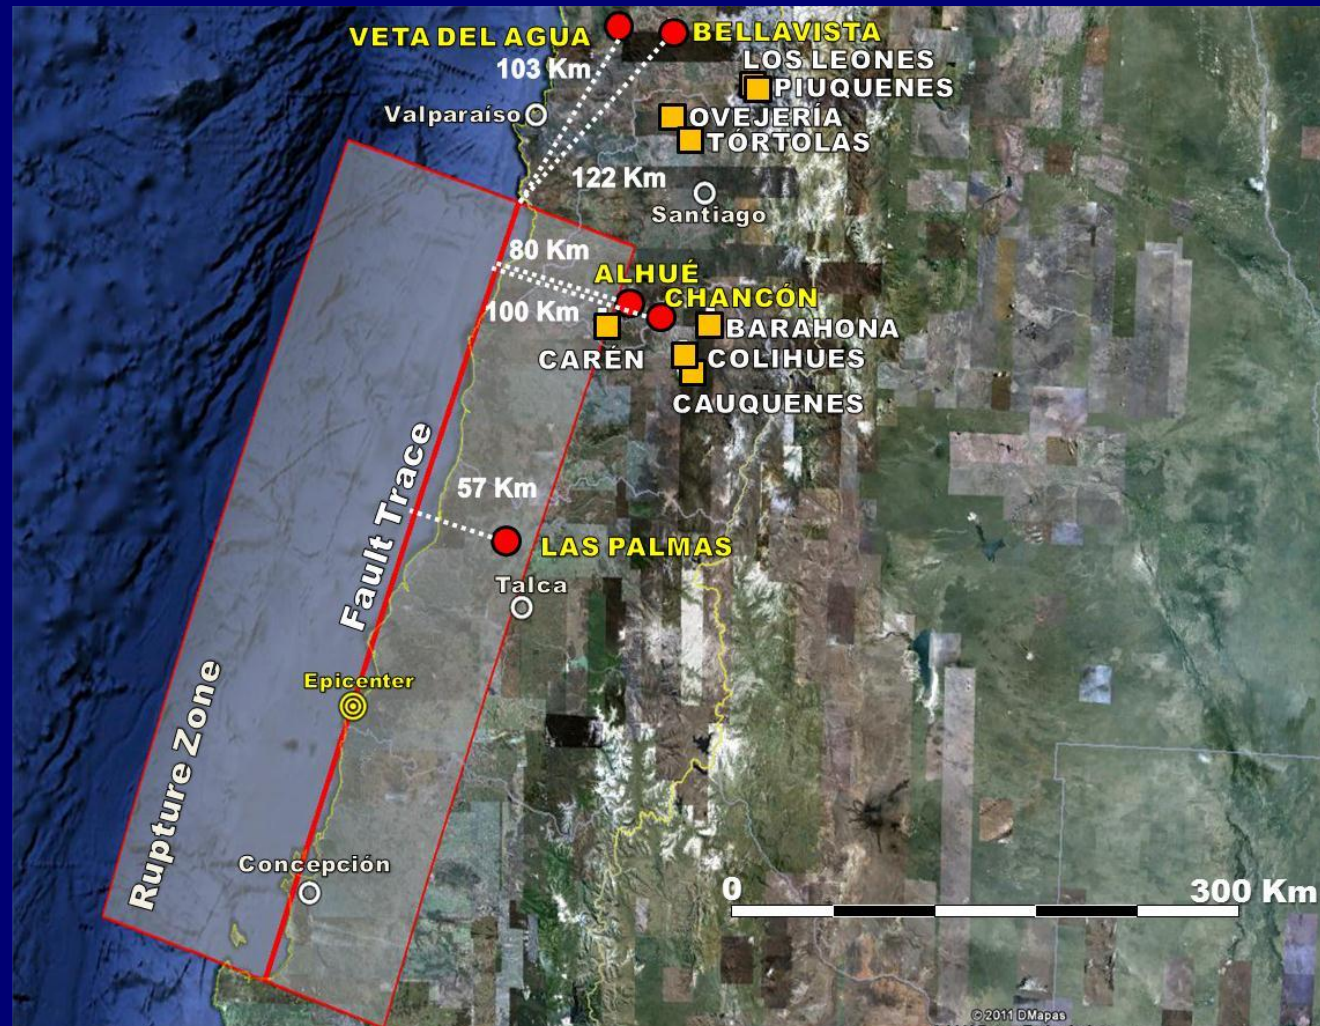 VETA DEL AGUA
BELLAVISTA
103 Km
LOS LEONES
PIUQUENES
Valparaíso
OVEJERÍA
TÓRTOLAS
122 Km
Santiago
80 Km
ALHUÉ
CHANCÓN
100 Km
BARAHONA
CARÉN
COLIHUES
CAUQUENES
Fault Trace
57 Km
LAS PALMAS
Talca
Epicenter
Rupture Zone
Concepción
0
300 Km
© 2011 DMapas